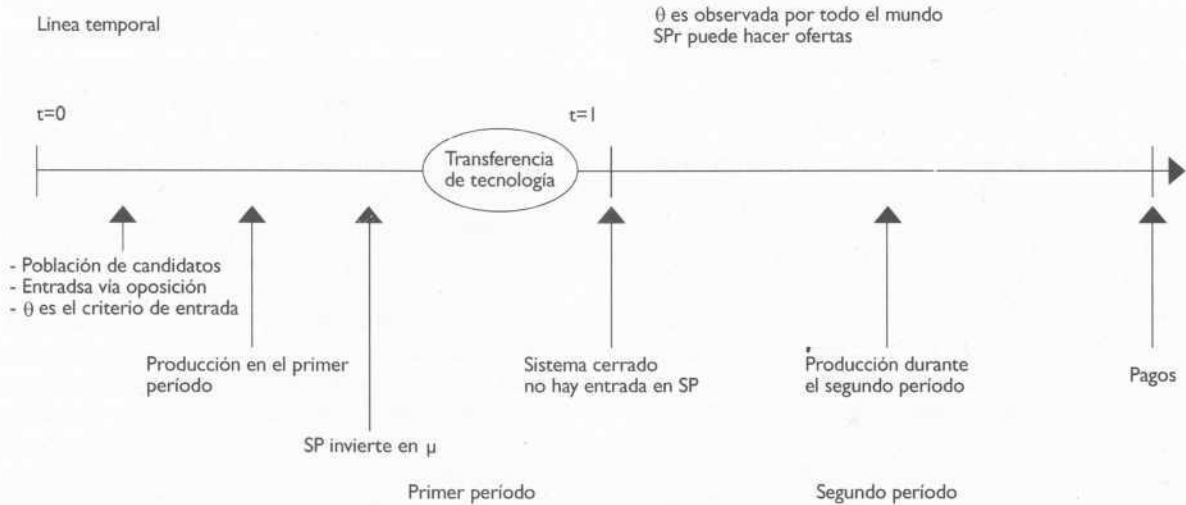 Linea temporal
θ es observada por todo el mundo
SPr puede hacer ofertas
t=0
t=1
Transferencia
de tecnología
- Población de candidatos
- Entradsa vía oposición
- θ es el criterio de entrada
Producción en el primer
período
SP invierte en μ
Sistema cerrado
no hay entrada en SP
Producción durante
el segundo período
Pagos
Primer período
Segundo período